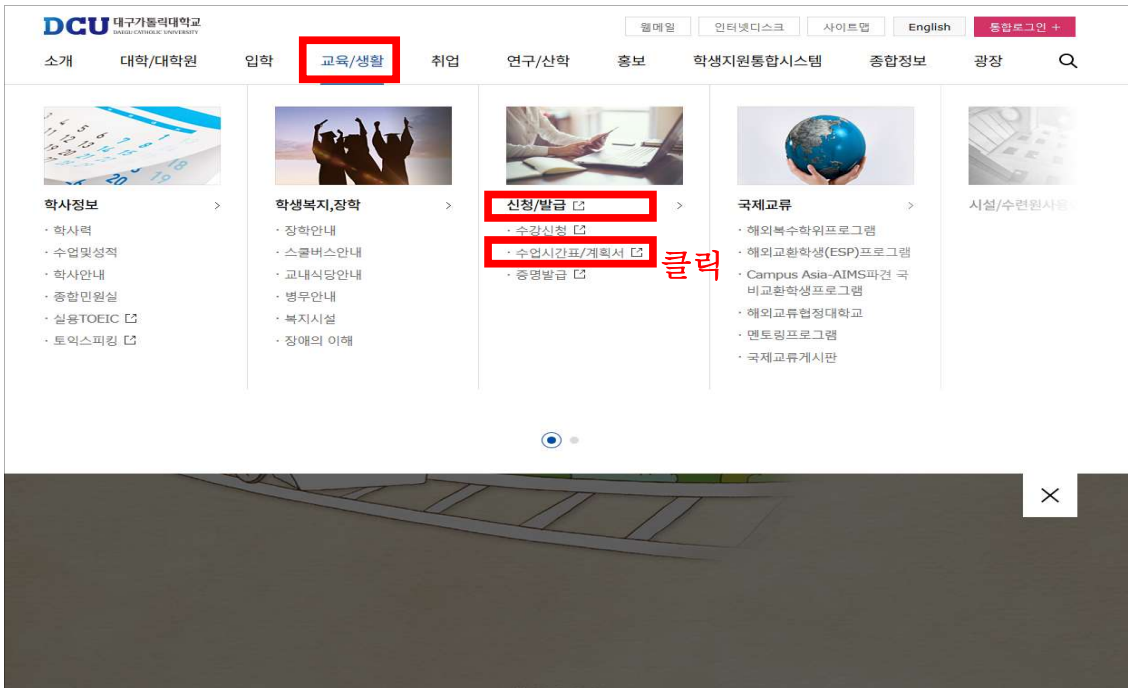 DCU 대구가톨릭대학교
DAEGU CATHOLIC UNIVERSITY
웹메일 인터넷디스크 사이트맵 English 통합로그인 +
소개 대학/대학원 입학 교육/생활 취업 연구/산학 홍보 학생지원통합시스템 종합정보 광장
학사정보 >
· 학사력
· 수업및성적
· 학사안내
· 종합민원실
· 실용TOEIC
· 토익스피킹
학생복지,장학 >
· 장학안내
· 스쿨버스안내
· 교내식당안내
· 병무안내
· 복지시설
· 장애의 이해
신청/발급 >
· 수강신청
· 수업시간표/계획서
클릭
· 증명발급
국제교류 >
· 해외복수학위프로그램
· 해외교환학생(ESP)프로그램
· Campus Asia-AIMS파견 국
비교환학생프로그램
· 해외교류협정대학교
· 멘토링프로그램
· 국제교류게시판
시설/수련원사용